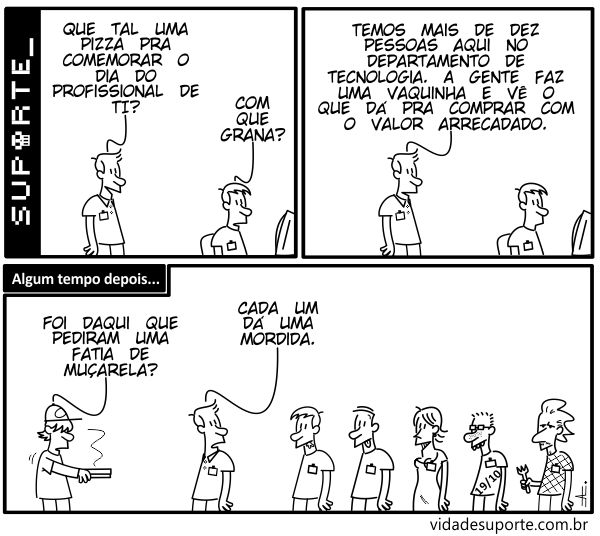 SUPORTE_
QUE TAL UMA
PIZZA PRA
COMEMORAR O
DIA DO
PROFISSIONAL DE
TI?
COM
QUE
GRANA?
TEMOS MAIS DE DEZ
PESSOAS AQUI NO
DEPARTAMENTO DE
TECNOLOGIA. A GENTE FAZ
UMA VAQUINHA E VÊ O
QUE DÁ PRA COMPRAR COM
O VALOR ARRECADADO.
Algum tempo depois...
FOI DAQUI QUE
PEDIRAM UMA
FATIA DE
MUÇARELA?
CADA UM
DÁ UMA
MORDIDA.
19/10
vidadesuporte.com.br